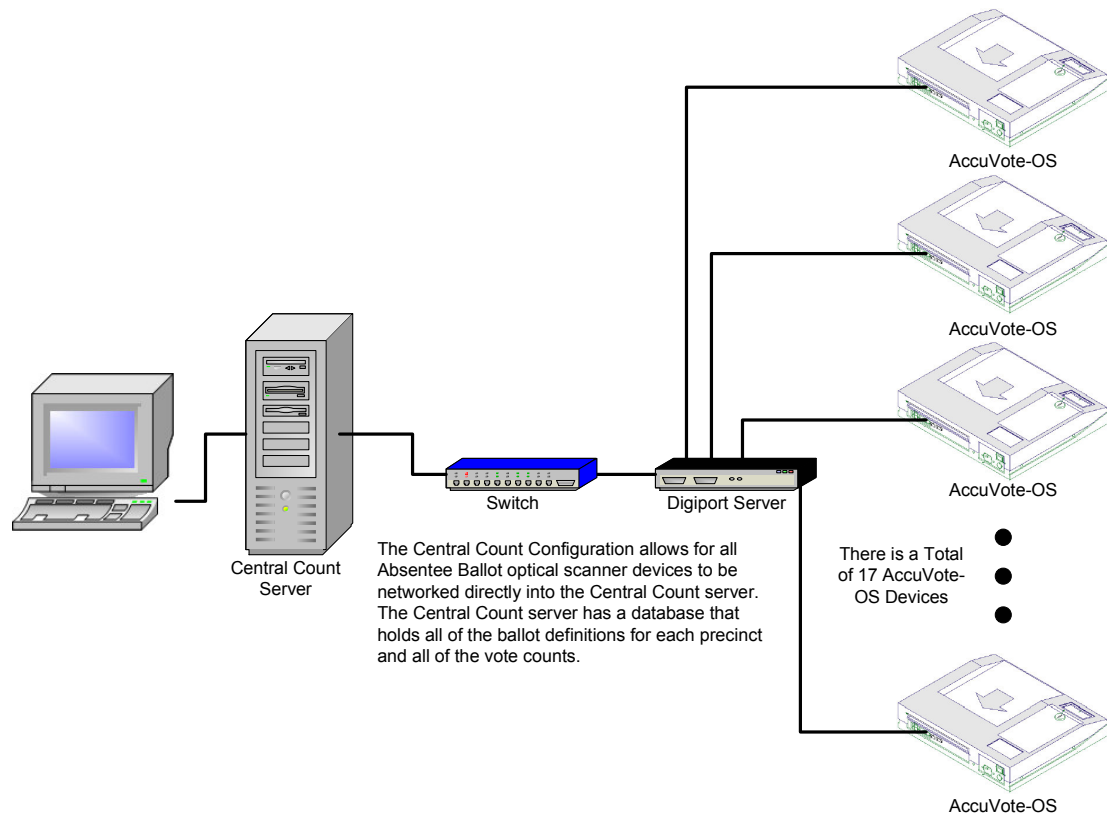 AccuVote-OS
AccuVote-OS
AccuVote-OS
Switch
Digiport Server
Central Count
Server
The Central Count Configuration allows for all
Absentee Ballot optical scanner devices to be
networked directly into the Central Count server.
The Central Count server has a database that
holds all of the ballot definitions for each precinct
and all of the vote counts.
There is a Total
of 17 AccuVote-
OS Devices
AccuVote-OS